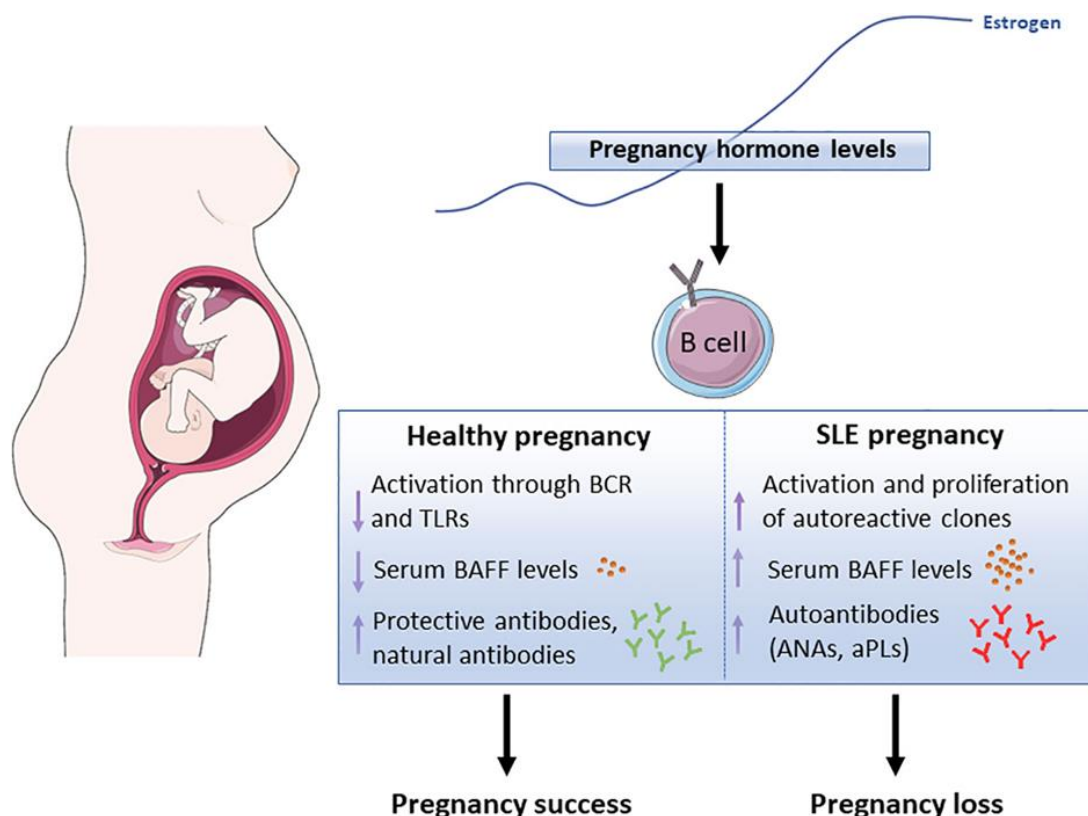 Estrogen
Pregnancy hormone levels
B cell
Healthy pregnancy
Activation through BCR
and TLRs
Serum BAFF levels
Protective antibodies,
natural antibodies
SLE pregnancy
Activation and proliferation
of autoreactive clones
Serum BAFF levels
Autoantibodies
(ANAs, aPLs)
Pregnancy success
Pregnancy loss